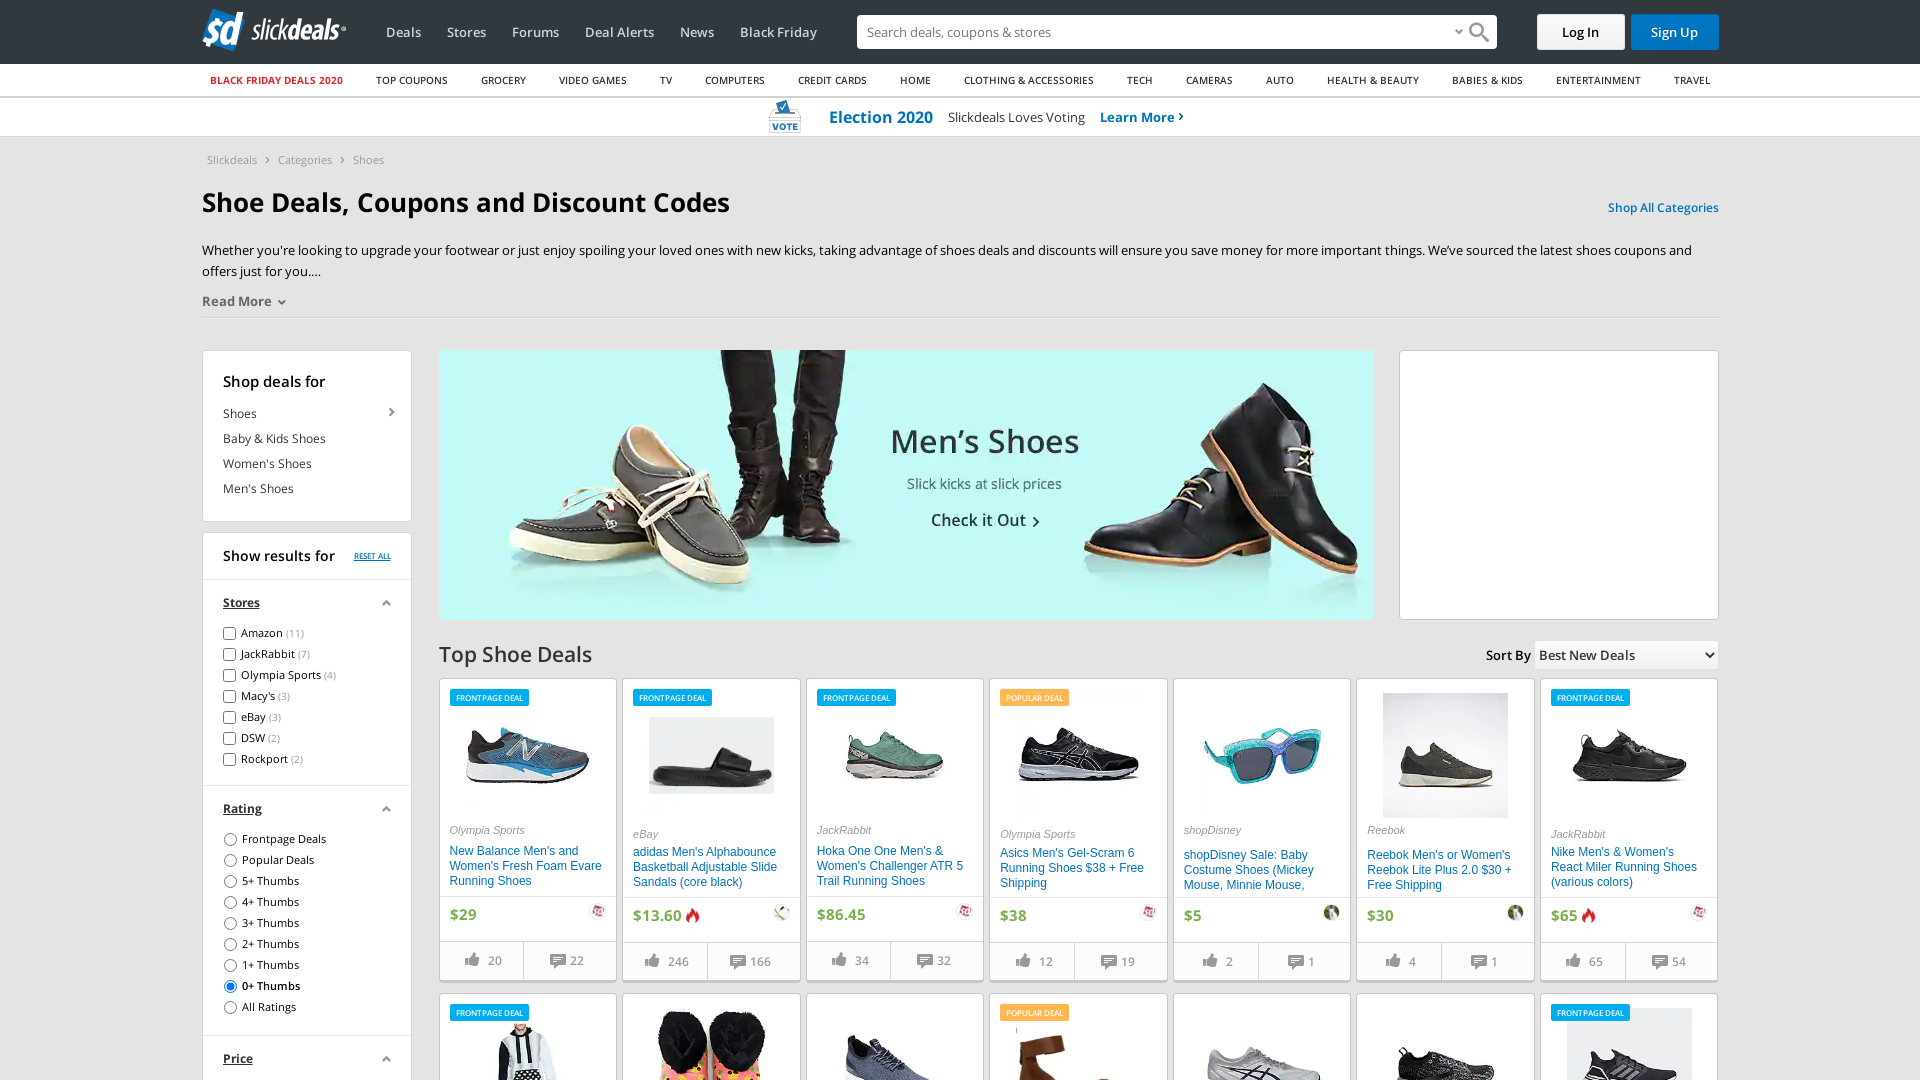 slickdeals
Deals
Stores
Forums
Deal Alerts
News
Black Friday
Search deals, coupons & stores
Log In
Sign Up
BLACK FRIDAY DEALS 2020
TOP COUPONS
GROCERY
VIDEO GAMES
TV
COMPUTERS
CREDIT CARDS
HOME
CLOTHING & ACCESSORIES
TECH
CAMERAS
AUTO
HEALTH & BEAUTY
BABIES & KIDS
ENTERTAINMENT
TRAVEL
VOTE
Election 2020
Slickdeals Loves Voting
Learn More
Slickdeals
Categories
Shoes
Shoe Deals, Coupons and Discount Codes
Shop All Categories
Whether you're looking to upgrade your footwear or just enjoy spoiling your loved ones with new kicks, taking advantage of shoes deals and discounts will ensure you save money for more important things. We’ve sourced the latest shoes coupons and
offers just for you....
Read More
Shop deals for
Shoes
Baby & Kids Shoes
Women's Shoes
Men's Shoes
Show results for
RESET ALL
Stores
Amazon (11)
JackRabbit (7)
Olympia Sports (4)
Macy's (3)
eBay (3)
DSW (2)
Rockport (2)
Rating
Frontpage Deals
Popular Deals
5+ Thumbs
4+ Thumbs
3+ Thumbs
2+ Thumbs
1+ Thumbs
0+ Thumbs
All Ratings
Price
Men’s Shoes
Slick kicks at slick prices
Check it Out
Top Shoe Deals
Sort By
Best New Deals
FRONTPAGE DEAL
Olympia Sports
New Balance Men's and
Women's Fresh Foam Evare
Running Shoes
$29
20
22
FRONTPAGE DEAL
eBay
adidas Men's Alphabounce
Basketball Adjustable Slide
Sandals (core black)
$13.60
246
166
FRONTPAGE DEAL
JackRabbit
Hoka One One Men's &
Women's Challenger ATR 5
Trail Running Shoes
$86.45
34
32
POPULAR DEAL
Olympia Sports
Asics Men's Gel-Scram 6
Running Shoes $38 + Free
Shipping
$38
12
19
shopDisney
shopDisney Sale: Baby
Costume Shoes (Mickey
Mouse, Minnie Mouse,
$5
2
1
Reebok
Reebok Men's or Women's
Reebok Lite Plus 2.0 $30 +
Free Shipping
$30
4
1
FRONTPAGE DEAL
JackRabbit
Nike Men's & Women's
React Miler Running Shoes
(various colors)
$65
65
54
FRONTPAGE DEAL
POPULAR DEAL
FRONTPAGE DEAL